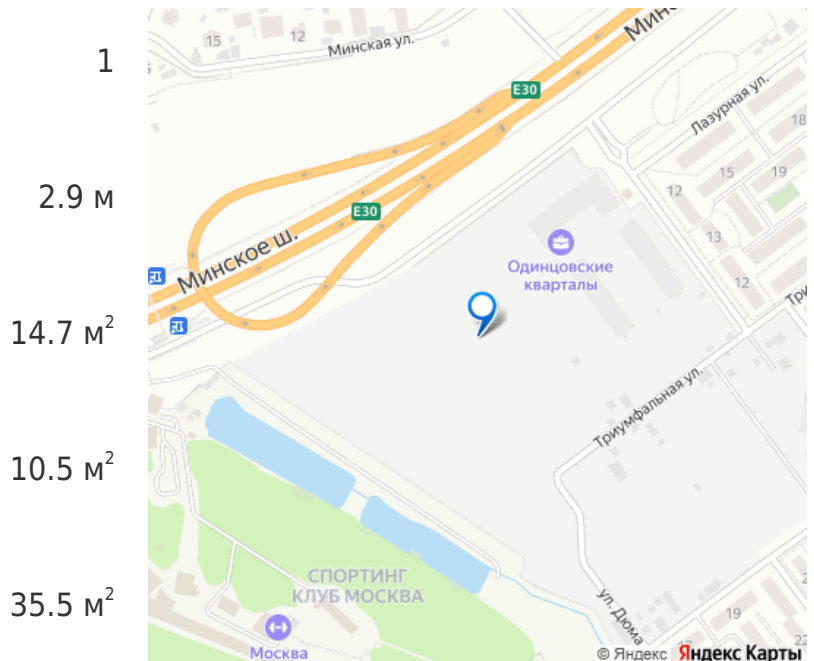 1
2.9 м
14.7 м²
10.5 м²
35.5 м²
15
12
Минская ул.
Е30
Лазурная ул.
18
15
19
12
Е30
13
Минское ш.
Одинцовские
кварталы
12
Триумфальная ул.
СПОРТИНГ
КЛУБ МОСКВА
ул. Дюма
19
Москва
© Яндекс Яндекс Карты